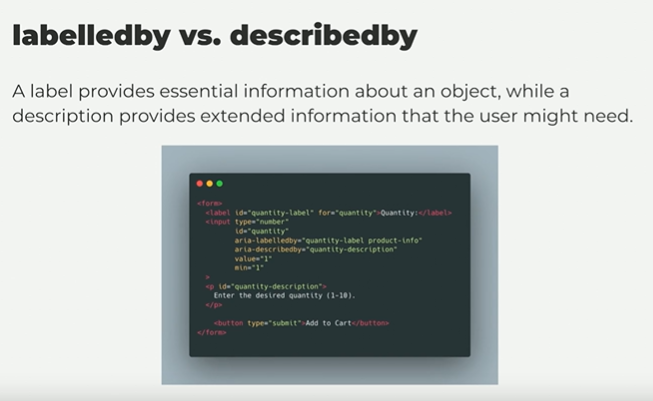 labelledby vs. describedby
A label provides essential information about an object, while a
description provides extended information that the user might need.
<form>
<label id="quantity-label" for="quantity">Quantity:</label>
<input type="number"
id="quantity"
aria-labelledby="quantity-label product-info"
aria-describedby="quantity-description"
value="1"
min="1"
>
<p id="quantity-description">
Enter the desired quantity (1-10).
</p>
<button type="submit">Add to Cart</button>
</form>